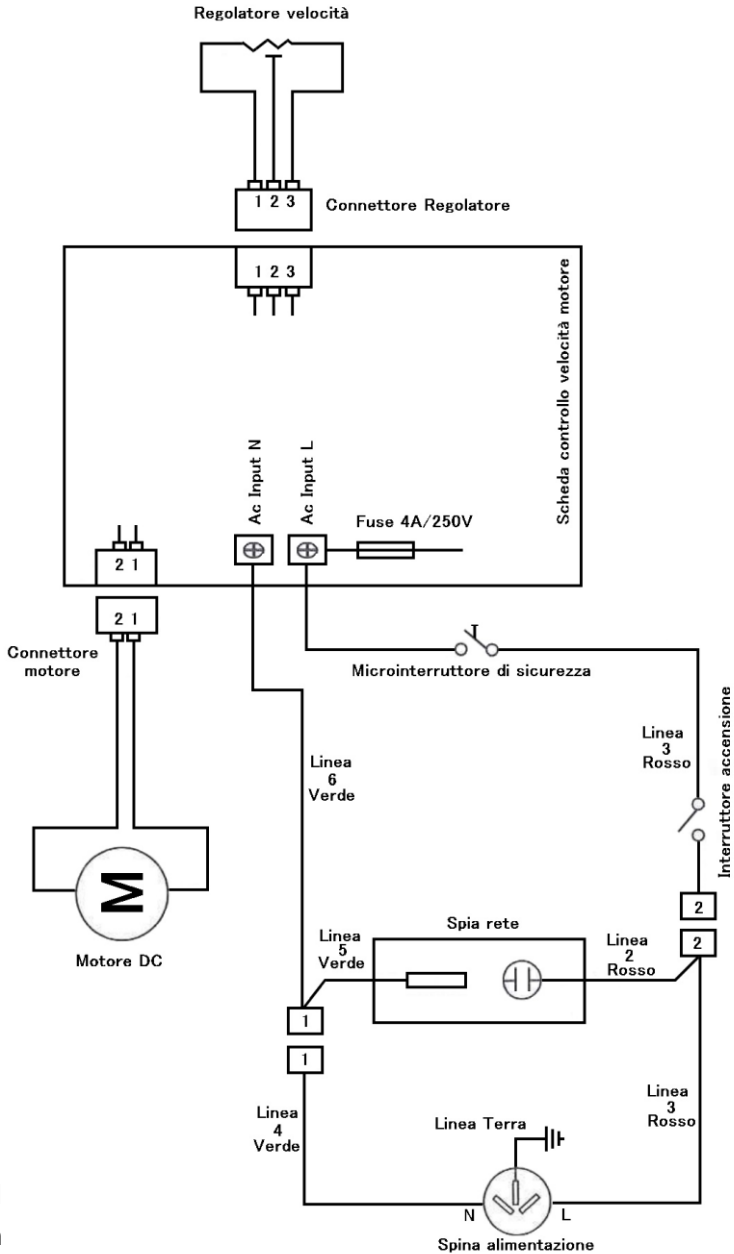 Regolatore velocità
1 2 3
Connettore Regolatore
1 2 3
Scheda controllo velocità motore
Ac Input N
Ac Input L
Fuse 4A/250V
2 1
2 1
Connettore
motore
Microinterruttore di sicurezza
Linea
3
Rosso
Interruttore accensione
Linea
6
Verde
M
Motore DC
2
2
Spia rete
Linea
5
Verde
Linea
2
Rosso
1
1
Linea
4
Verde
Linea Terra
Linea
3
Rosso
N
L
Spina alimentazione